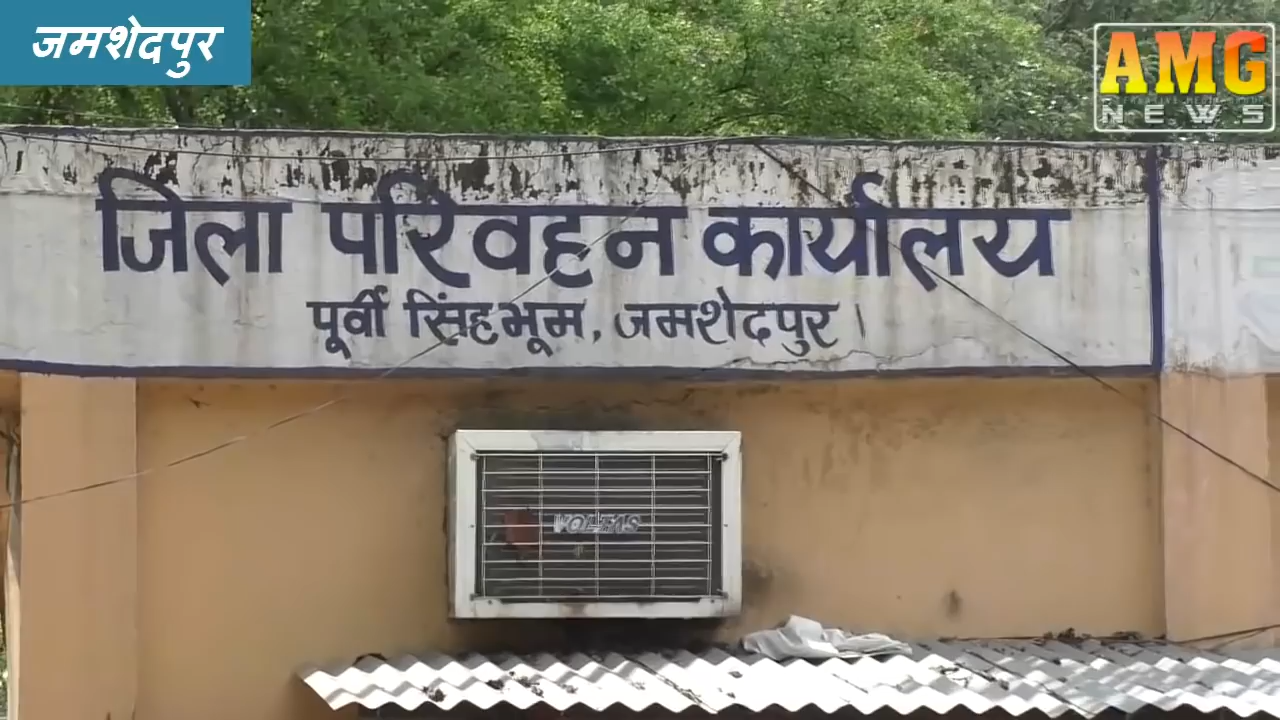 जमशेदपुर
AMG
NEWS
जिला परिवहन कार्यालय
पूर्वी सिंहभूम, जमशेदपुर।
VOLTAS